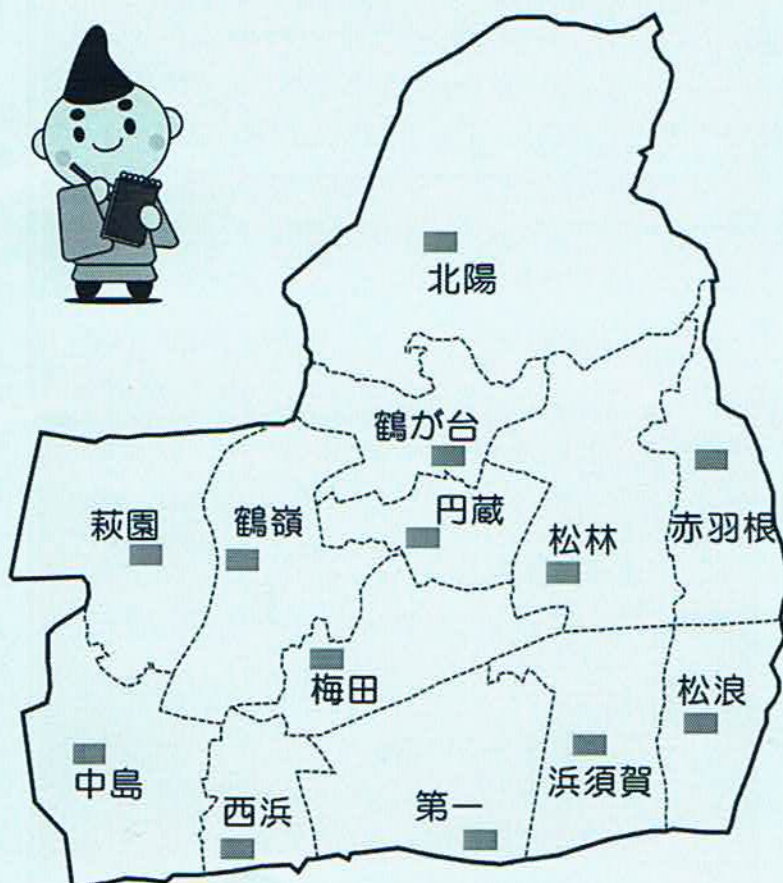 北陽
鶴が台
萩園
鶴嶺
円蔵
松林
赤羽根
梅田
松浪
中島
西浜
第一
浜須賀